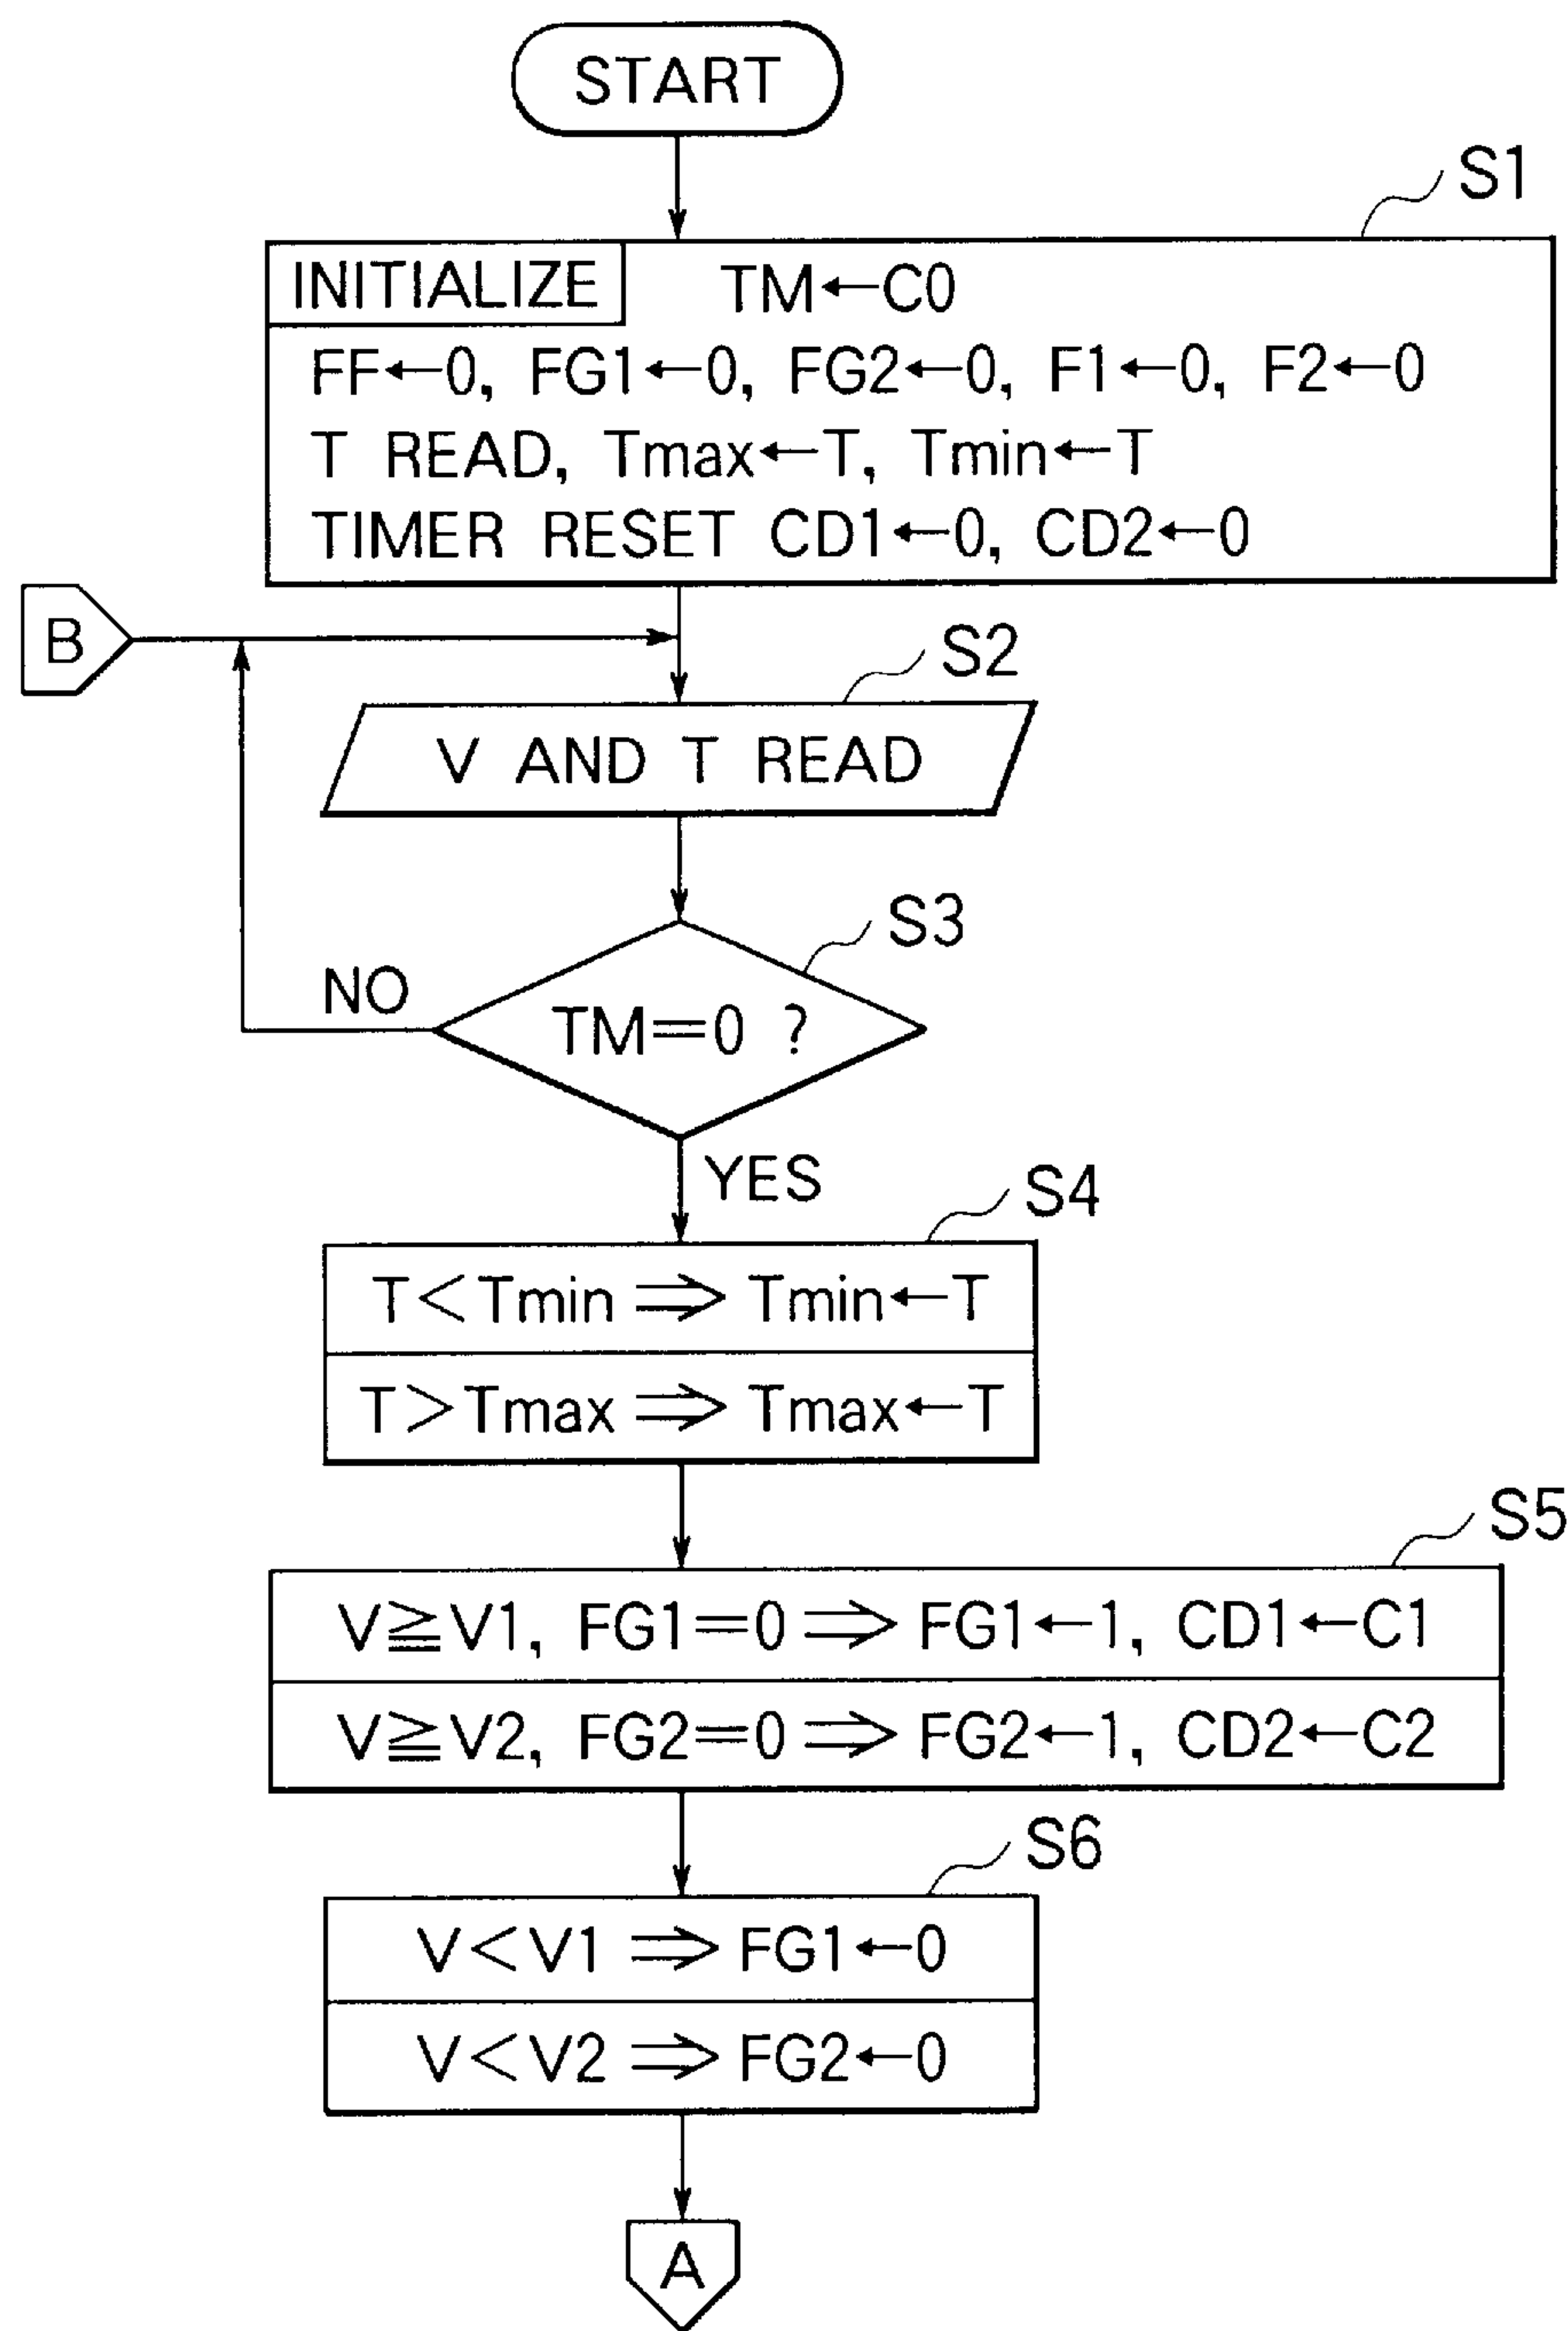 START
S1
INITIALIZE TM←C0
FF←0, FG1←0, FG2←0, F1←0, F2←0
T READ, Tmax←T, Tmin←T
TIMER RESET CD1←0, CD2←0
B
S2
V AND T READ
S3
NO
TM=0 ?
YES
S4
T<Tmin ⇒ Tmin←T
T>Tmax ⇒ Tmax←T
S5
V≧V1, FG1=0 ⇒ FG1←1, CD1←C1
V≧V2, FG2=0 ⇒ FG2←1, CD2←C2
S6
V<V1 ⇒ FG1←0
V<V2 ⇒ FG2←0
A